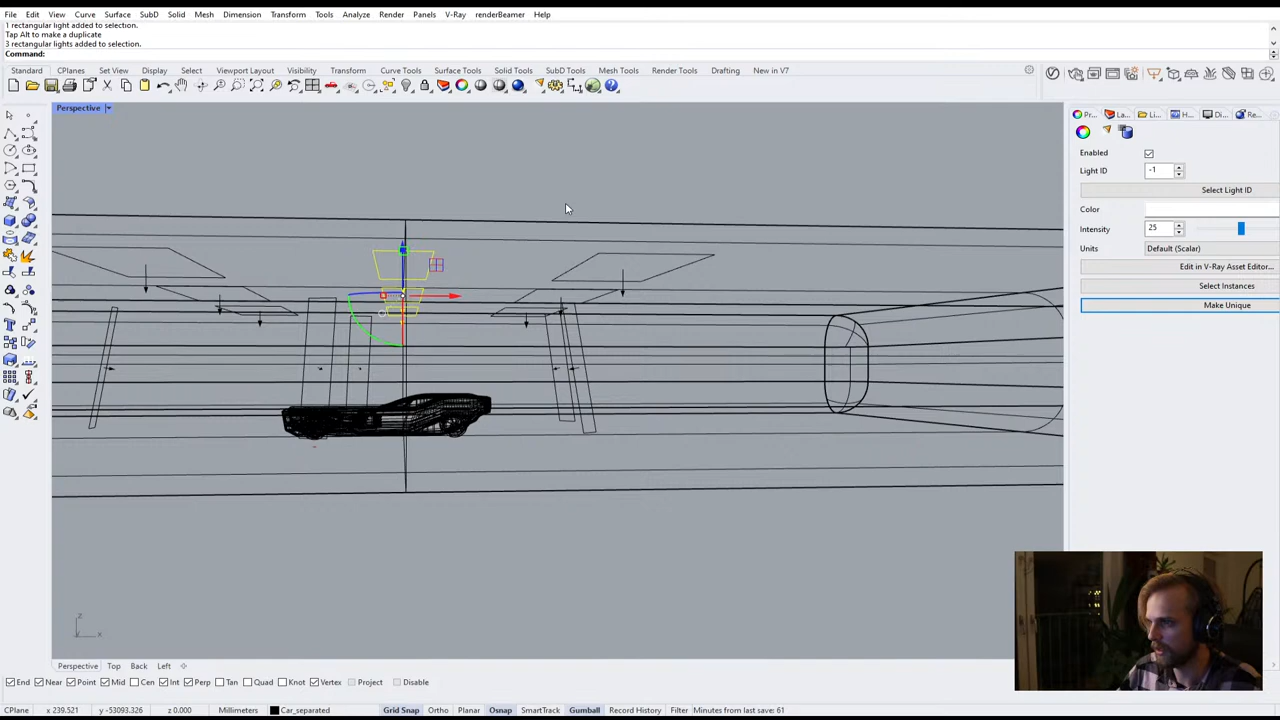 File Edit View Curve Surface SubD Solid Mesh Dimension Transform Tools Analyze Render Panels V-Ray renderBeamer Help
1 rectangular lights added to selection.
Tap Alt to make a duplicate
3 rectangular lights added to selection.
Command:
Standard CPlanes Set View Display Select Viewport Layout Visibility Transform Curve Tools Surface Tools Solid Tools SubD Tools Mesh Tools Render Tools Drafting New in V7
Perspective
Pr... La... Li... H... Di... Re...
Enabled
Light ID -1
Select Light ID
Color
Intensity 25
Units Default (Scalar)
Edit in V-Ray Asset Editor...
Select Instances
Make Unique
z
y x
Perspective Top Back Left
End Near Point Mid Cen Int Perp Tan Quad Knot Vertex Project Disable
CPlane x 239.521 y -53093.326 z 0.000 Millimeters Car_separated Grid Snap Ortho Planar Osnap SmartTrack Gumball Record History Filter Minutes from last save: 61